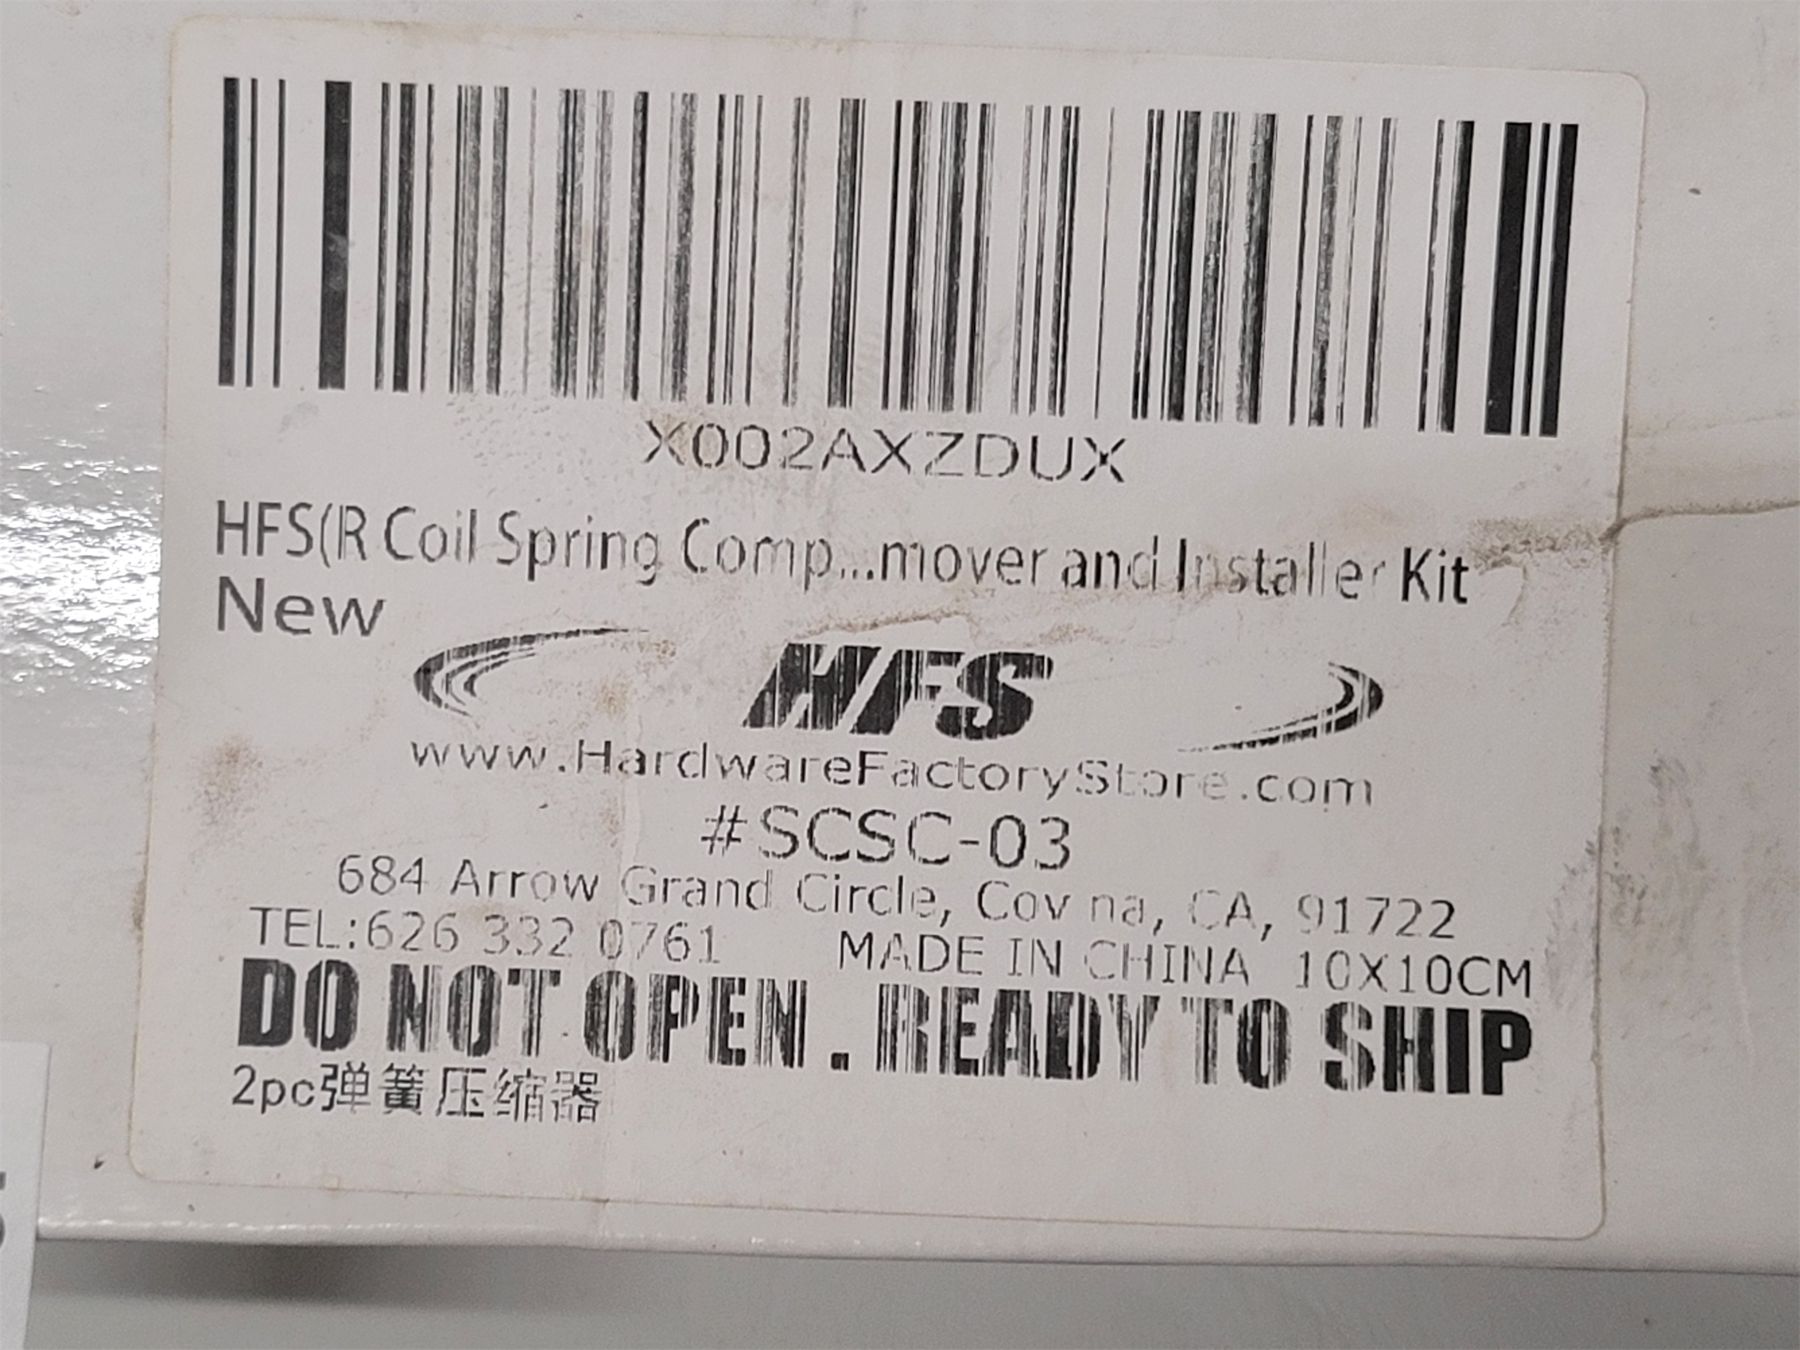 X002AXZDUX
HFS(R Coil Spring Comp...mover and Installer Kit
New
HFS
www.HardwareFactoryStore.com
#SCSC-03
684 Arrow Grand Circle, Covina, CA, 91722
TEL:626 332 0761 MADE IN CHINA 10X10CM
DO NOT OPEN . READY TO SHIP
2pc弹簧压缩器